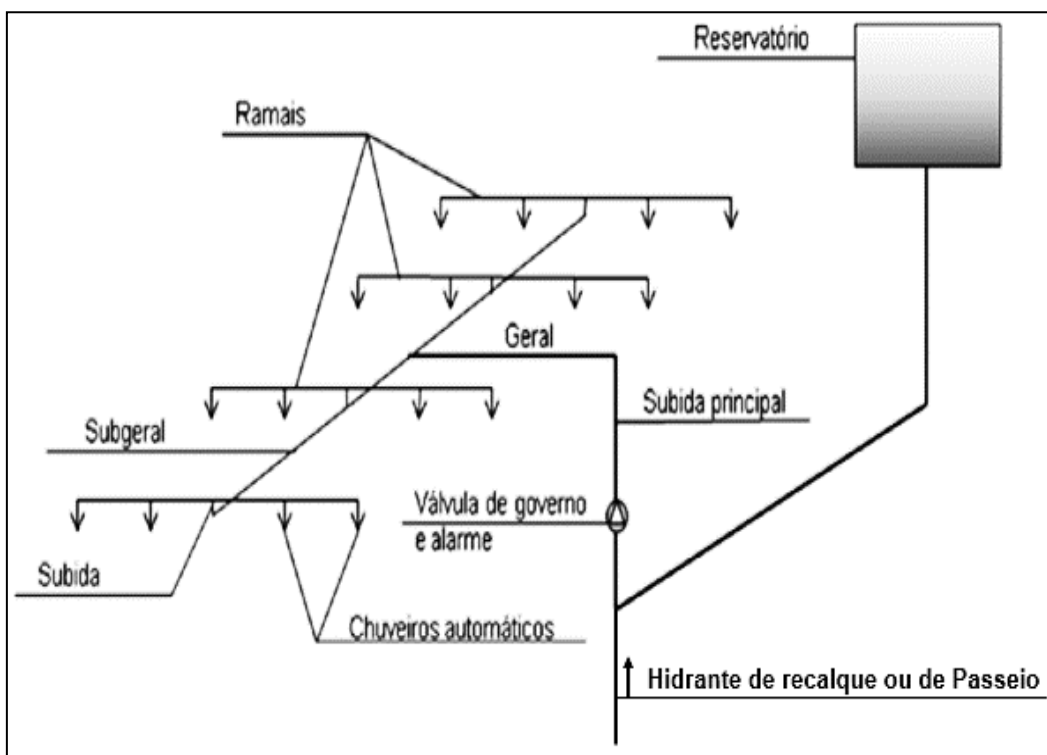 Reservatório
Ramais
Geral
Subida principal
Subgeral
Válvula de governo
e alarme
Subida
Chuveiros automáticos
Hidrante de recalque ou de Passeio